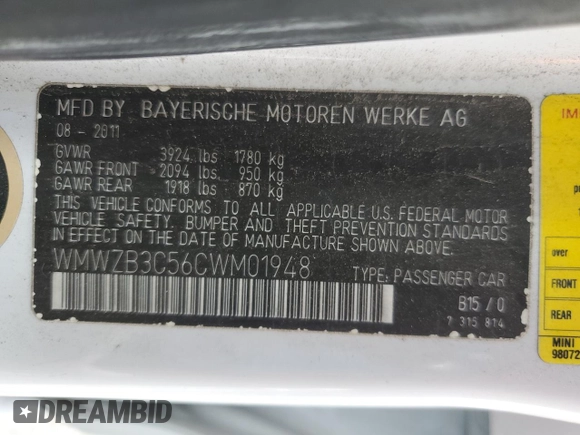 MFD BY BAYERISCHE MOTOREN WERKE AG
08 - 2011
GVWR 3924 lbs 1780 kg
GAWR FRONT 2094 lbs 950 kg
GAWR REAR 1918 lbs 870 kg
THIS VEHICLE CONFORMS TO ALL APPLICABLE U.S. FEDERAL MOTOR
VEHICLE SAFETY, BUMPER AND THEFT PREVENTION STANDARDS
IN EFFECT ON THE DATE OF MANUFACTURE SHOWN ABOVE.
WMWZB3C56CWM01948 TYPE: PASSENGER CAR
B15 / 0
7 315 814
over
FRONT
REAR
MINI
98072
DREAMBID